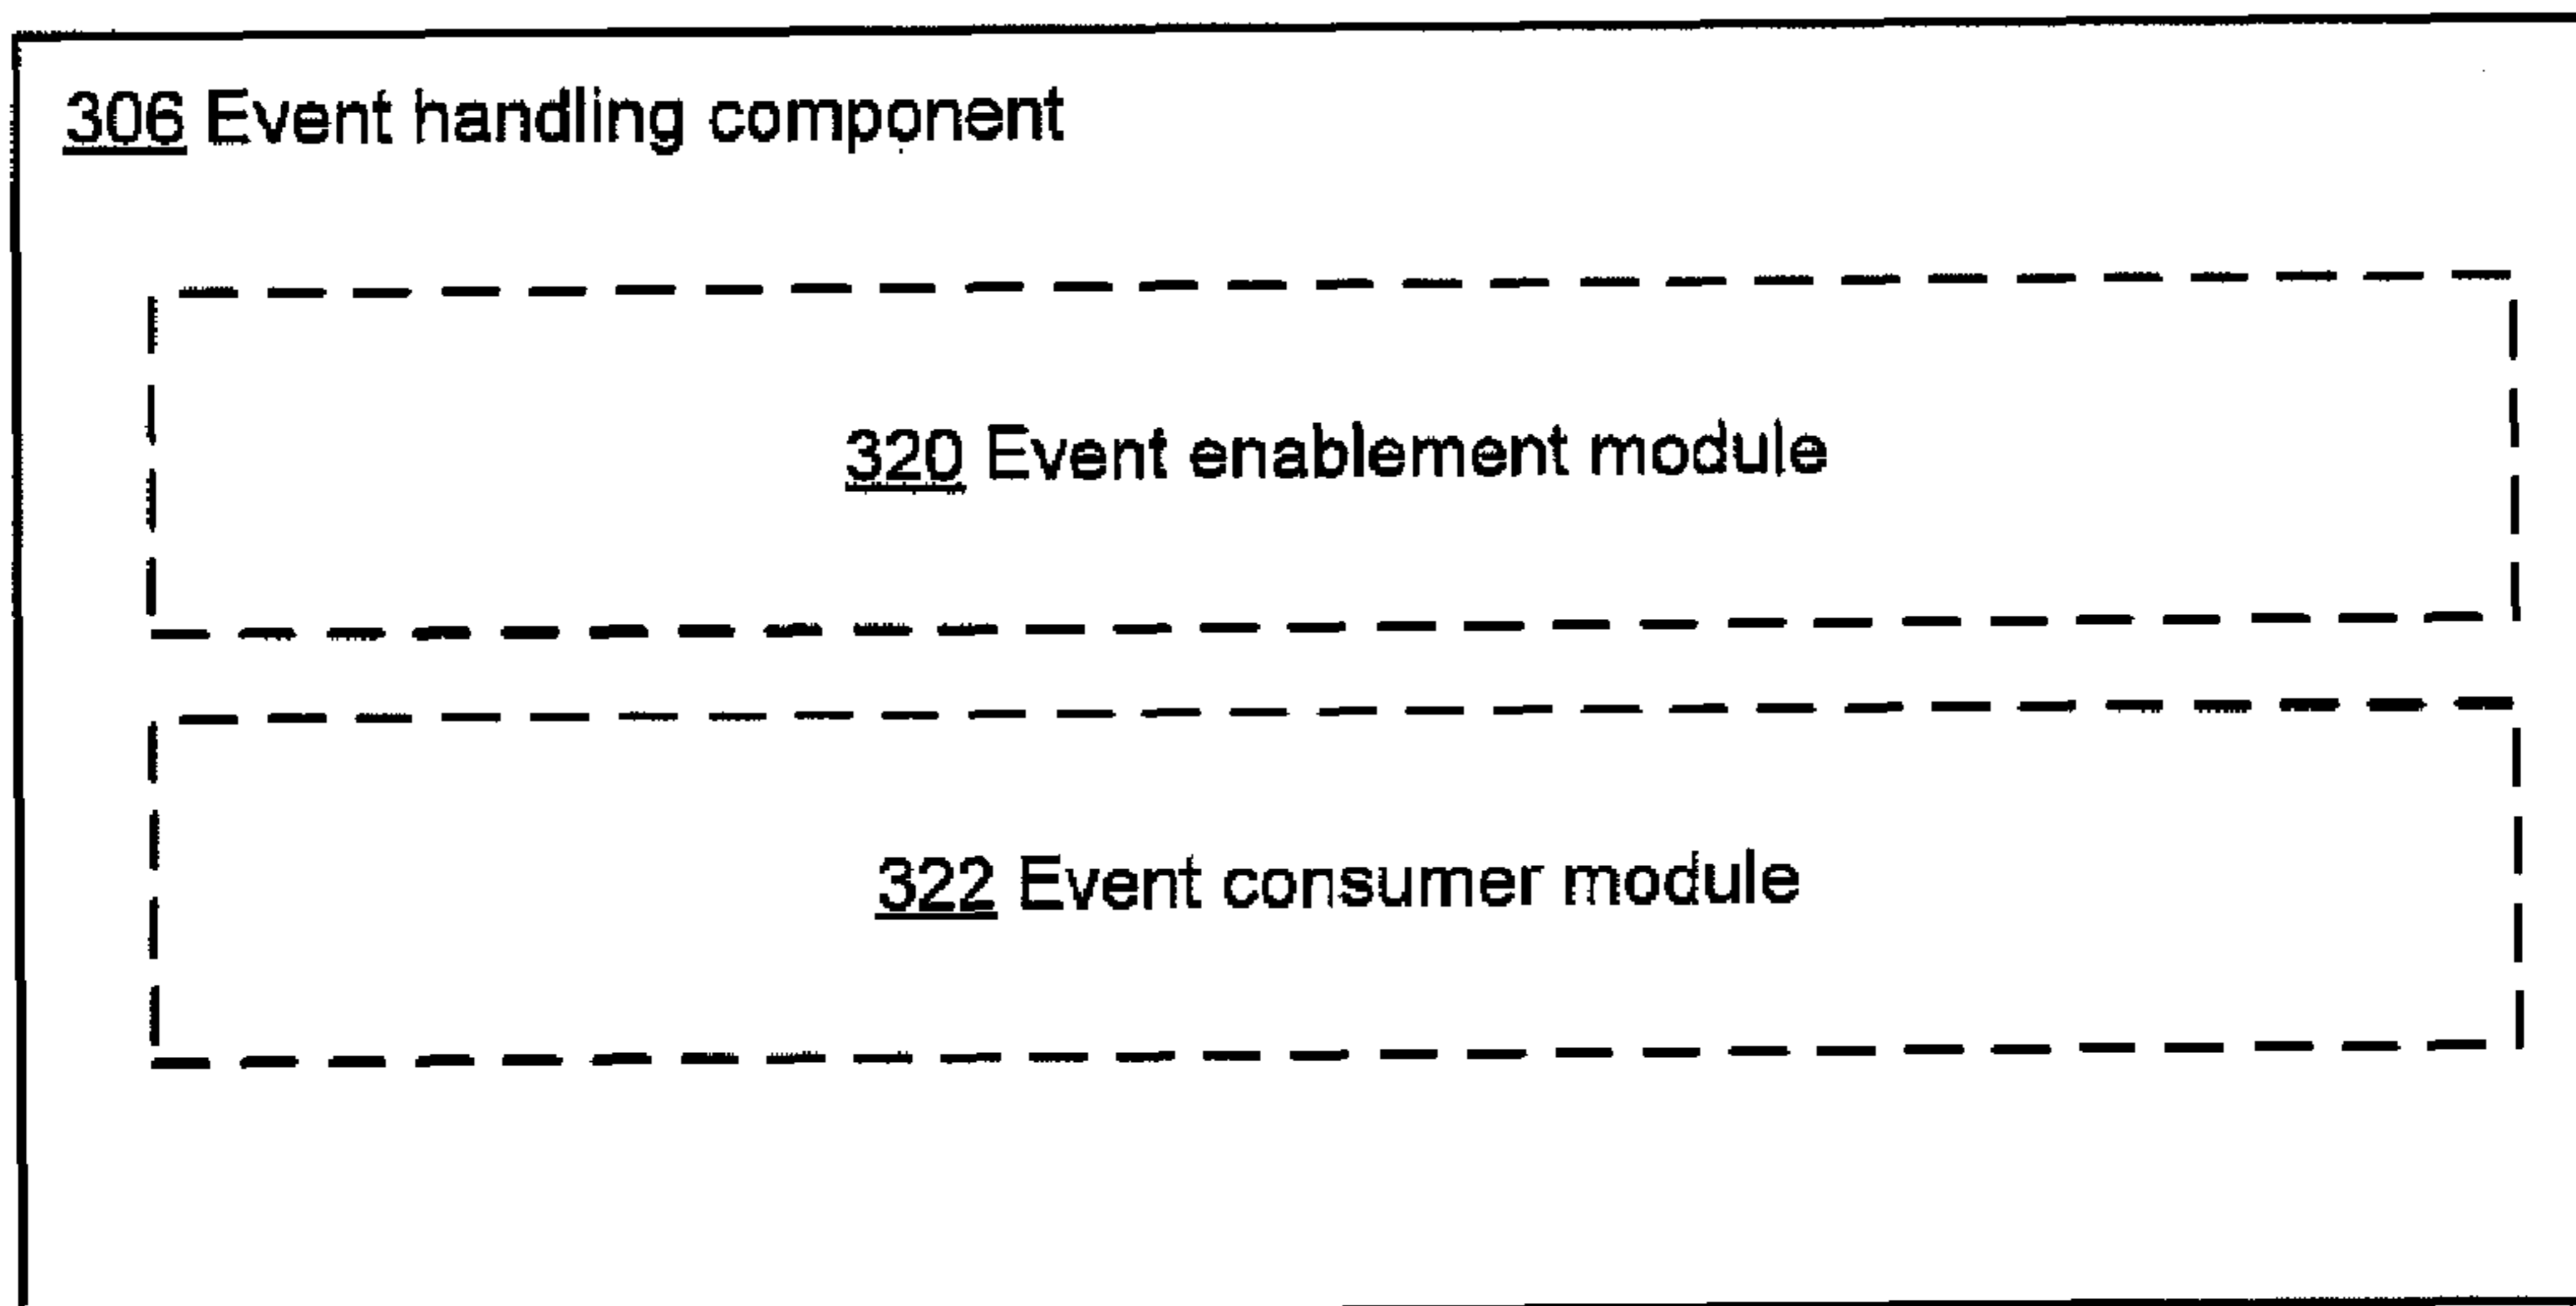 306 Event handling component
320 Event enablement module
322 Event consumer module